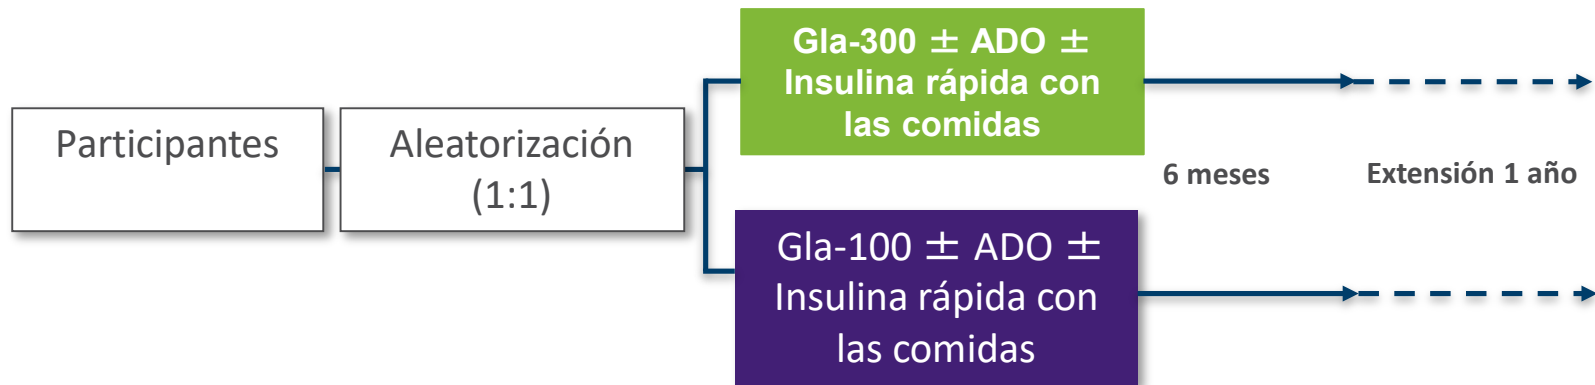 Participantes
Aleatorización
(1:1)
Gla-300 ± ADO ±
Insulina rápida con
las comidas
6 meses
Extensión 1 año
Gla-100 ± ADO ±
Insulina rápida con
las comidas